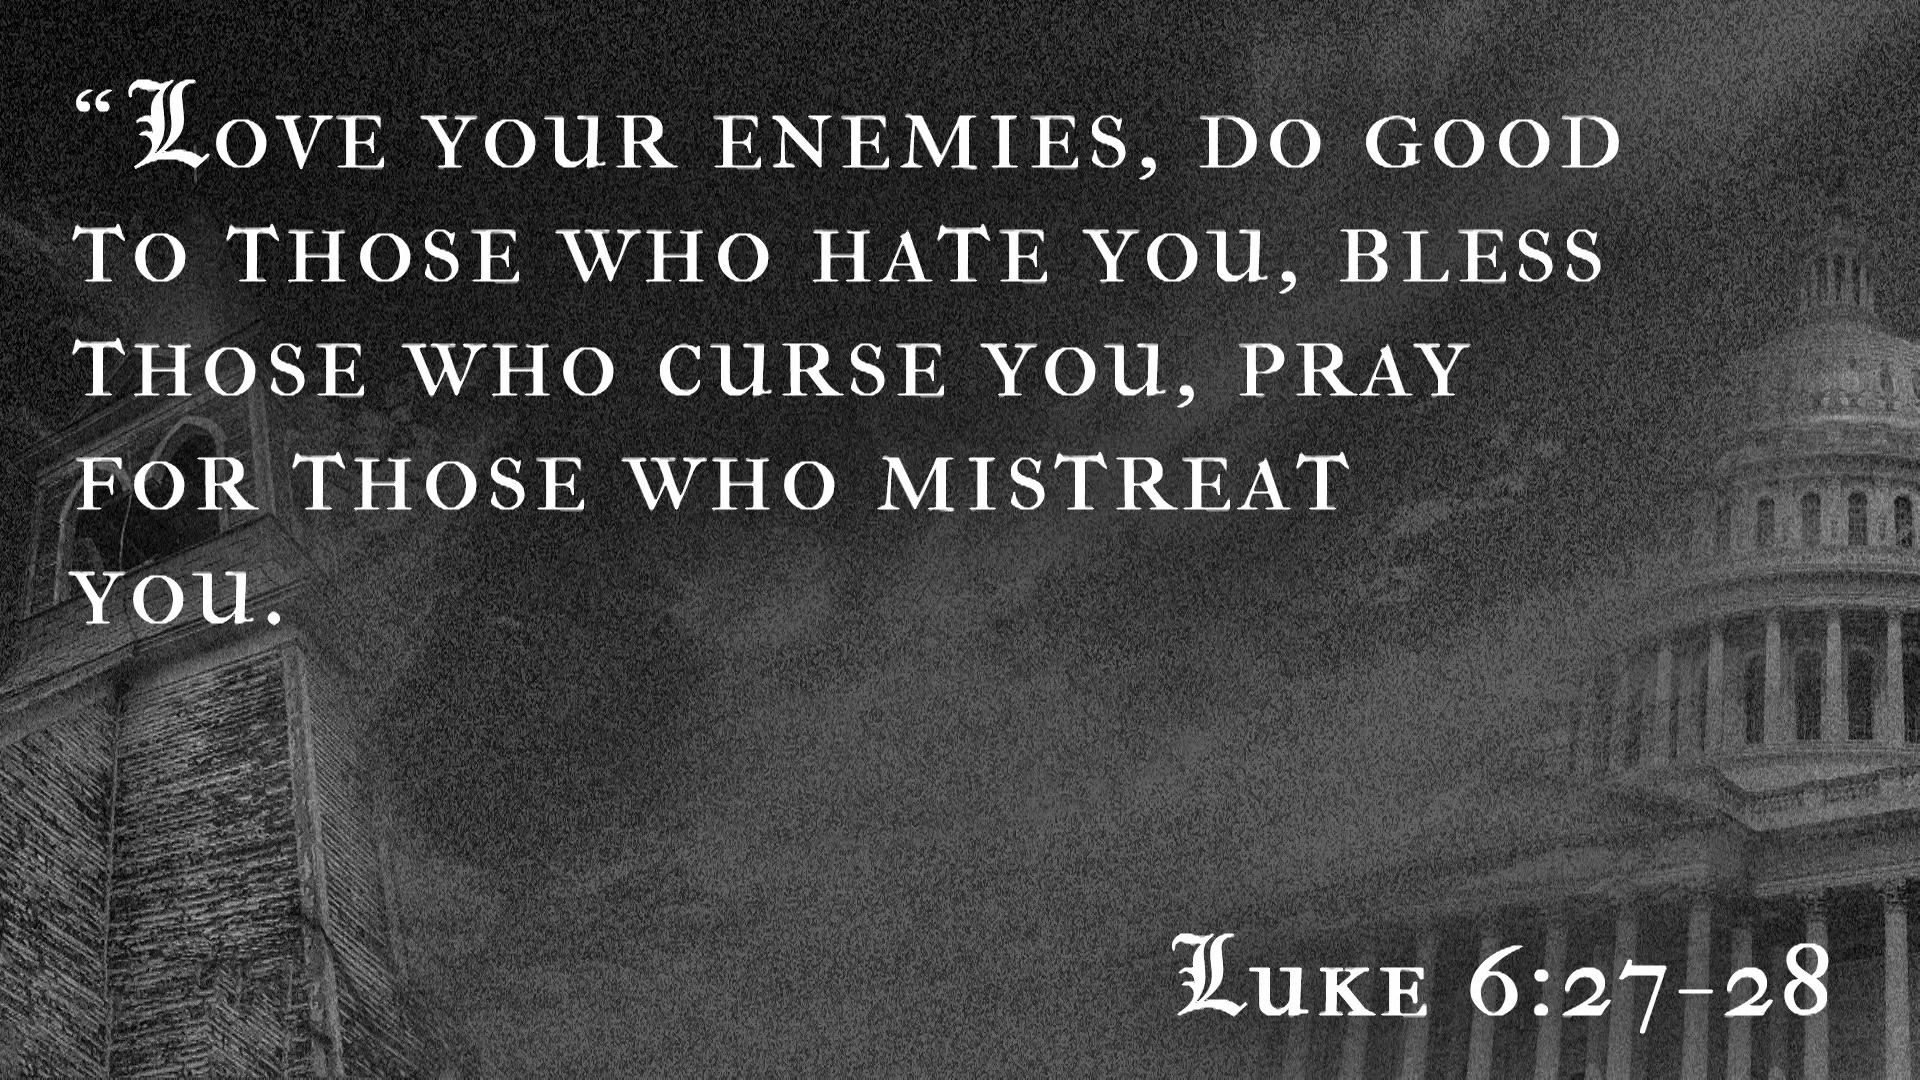 “Love your enemies, do good
to those who hate you, bless
those who curse you, pray
for those who mistreat
you.
Luke 6:27-28